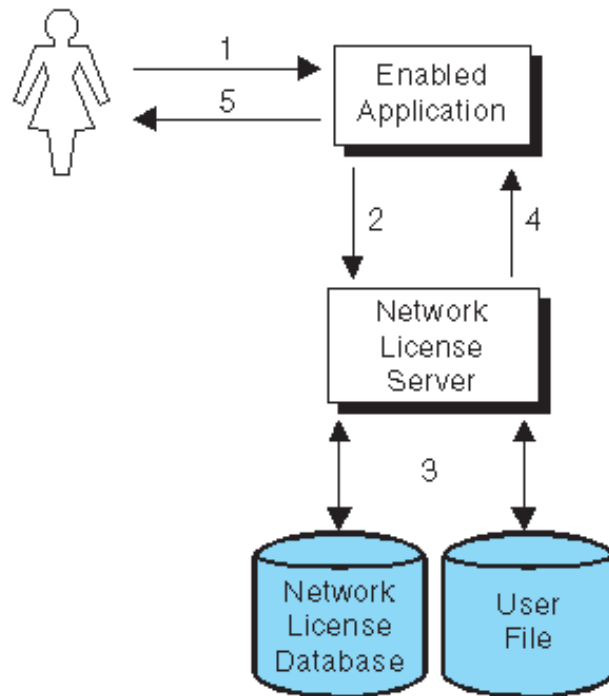 1
Enabled
Application
5
2
4
Network
License
Server
3
Network
License
Database
User
File